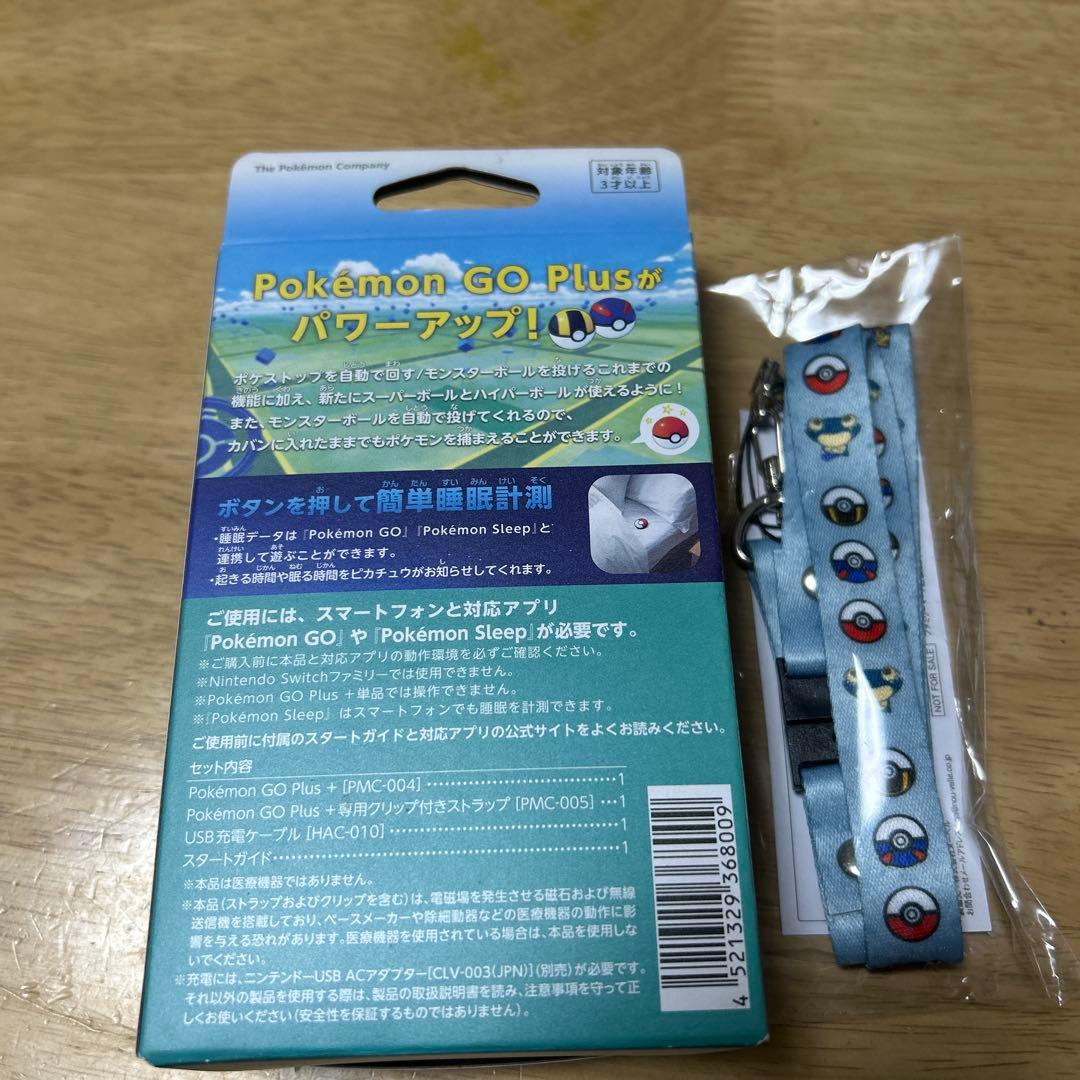 The Pokémon Company
対象年齢
3才以上
Pokémon GO Plusが
パワーアップ!
ポケストップを自動で回す/モンスターボールを投げるこれまでの
機能に加え、新たにスーパーボールとハイパーボールが使えるように!
また、モンスターボールを自動で投げてくれるので、
カバンに入れたままでもポケモンを捕まえることができます。
ボタンを押して簡単睡眠計測
・睡眠データは『Pokémon GO』『Pokémon Sleep』と
連携して遊ぶことができます。
・起きる時間や眠る時間をピカチュウがお知らせしてくれます。
ご使用には、スマートフォンと対応アプリ
『Pokémon GO』や『Pokémon Sleep』が必要です。
※ご購入前に本品と対応アプリの動作環境を必ずご確認ください。
※Nintendo Switchファミリーでは使用できません。
※Pokémon GO Plus +単品では操作できません。
※『Pokémon Sleep』はスマートフォンでも睡眠を計測できます。
ご使用前に付属のスタートガイドと対応アプリの公式サイトをよくお読みください。
セット内容
Pokémon GO Plus + [PMC-004]……………………………1
Pokémon GO Plus +専用クリップ付きストラップ [PMC-005]…1
USB充電ケーブル [HAC-010]………………………………1
スタートガイド……………………………………………1
※本品は医療機器ではありません。
※本品(ストラップおよびクリップを含む)は、電磁場を発生させる磁石および無線
送信機を搭載しており、ペースメーカーや除細動器などの医療機器の動作に影
響を与える恐れがあります。医療機器を使用されている場合は、本品を使用しな
いでください。
※充電には、ニンテンドーUSB ACアダプター[CLV-003(JPN)](別売)が必要です。
それ以外の製品を使用する際は、製品の取扱説明書を読み、注意事項を守って正
しくお使いください(安全性を保証するものではありません)。
4 521329 368009
NOT FOR SALE